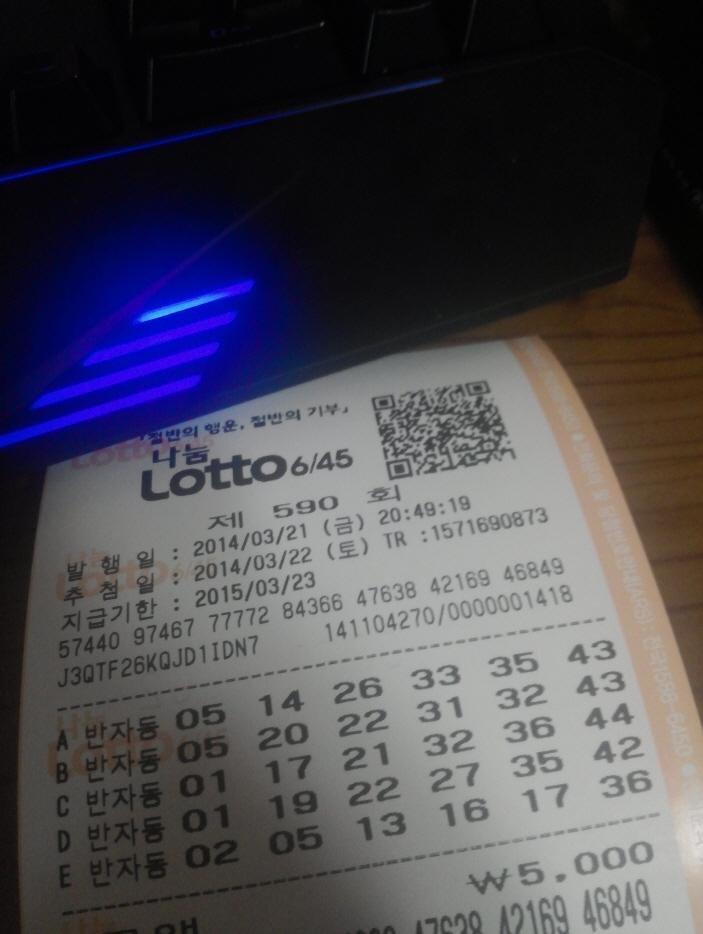 「절반의 행운, 절반의 기부」
나눔
Lotto 6/45
제 590 회
발 행 일 : 2014/03/21 (금) 20:49:19
추 첨 일 : 2014/03/22 (토) TR :1571690873
지급기한 : 2015/03/23
57440 97467 77772 84366 47638 42169 46849
J3QTF26KQJD1IDN7 141104270/0000001418
A 반자동 05 14 26 33 35 43
B 반자동 05 20 22 31 32 43
C 반자동 01 17 21 32 36 44
D 반자동 01 19 22 27 35 42
E 반자동 02 05 13 16 17 36
₩5,000
47638 42169 46849